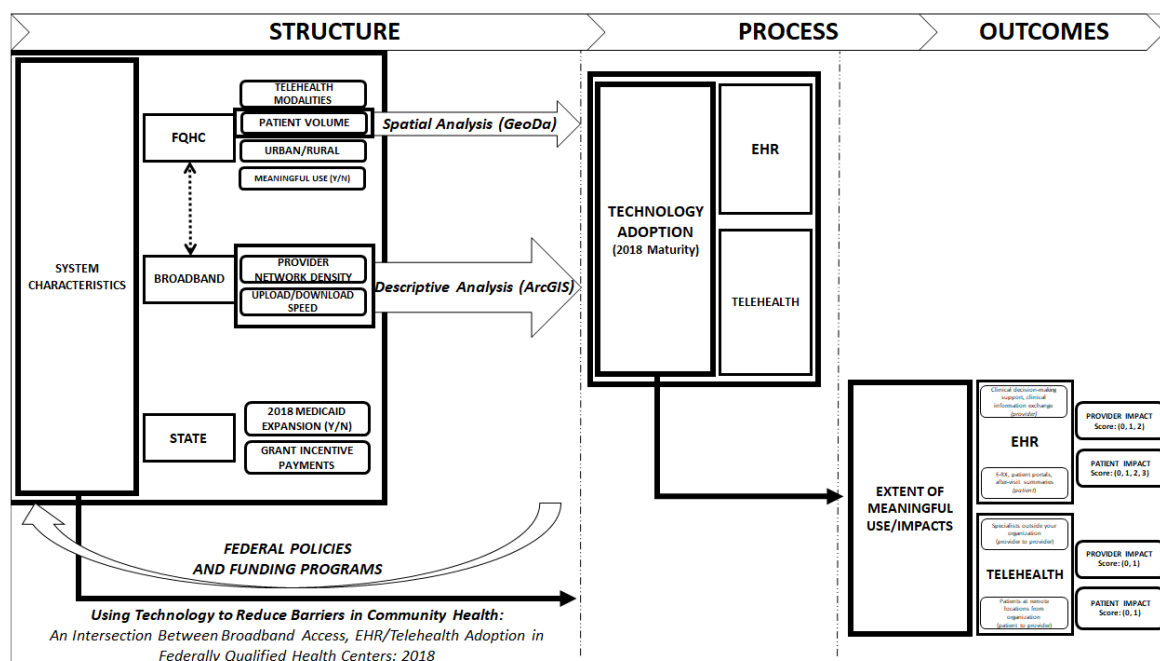 STRUCTURE
PROCESS
OUTCOMES
SYSTEM
CHARACTERISTICS
FQHC
TELEHEALTH
MODALITIES
PATIENT VOLUME
URBAN/RURAL
MEANINGFUL USE (Y/N)
Spatial Analysis (GeoDa)
BROADBAND
PROVIDER
NETWORK DENSITY
UPLOAD/DOWNLOAD
SPEED
Descriptive Analysis (ArcGIS)
STATE
2018 MEDICAID
EXPANSION (Y/N)
GRANT INCENTIVE
PAYMENTS
FEDERAL POLICIES
AND FUNDING PROGRAMS
Using Technology to Reduce Barriers in Community Health:
An Intersection Between Broadband Access, EHR/Telehealth Adoption in
Federally Qualified Health Centers: 2018
TECHNOLOGY
ADOPTION
(2018 Maturity)
EHR
TELEHEALTH
EXTENT OF
MEANINGFUL
USE/IMPACTS
Clinical decision-making
support, clinical
information exchange
(provider)
EHR
E-RX, patient portals,
after-visit summaries
(patient)
PROVIDER IMPACT
Score: (0, 1, 2)
PATIENT IMPACT
Score: (0, 1, 2, 3)
Specialists outside your
organization
(provider to provider)
TELEHEALTH
Patients at remote
locations from
organization
(patient to provider)
PROVIDER IMPACT
Score: (0, 1)
PATIENT IMPACT
Score: (0, 1)